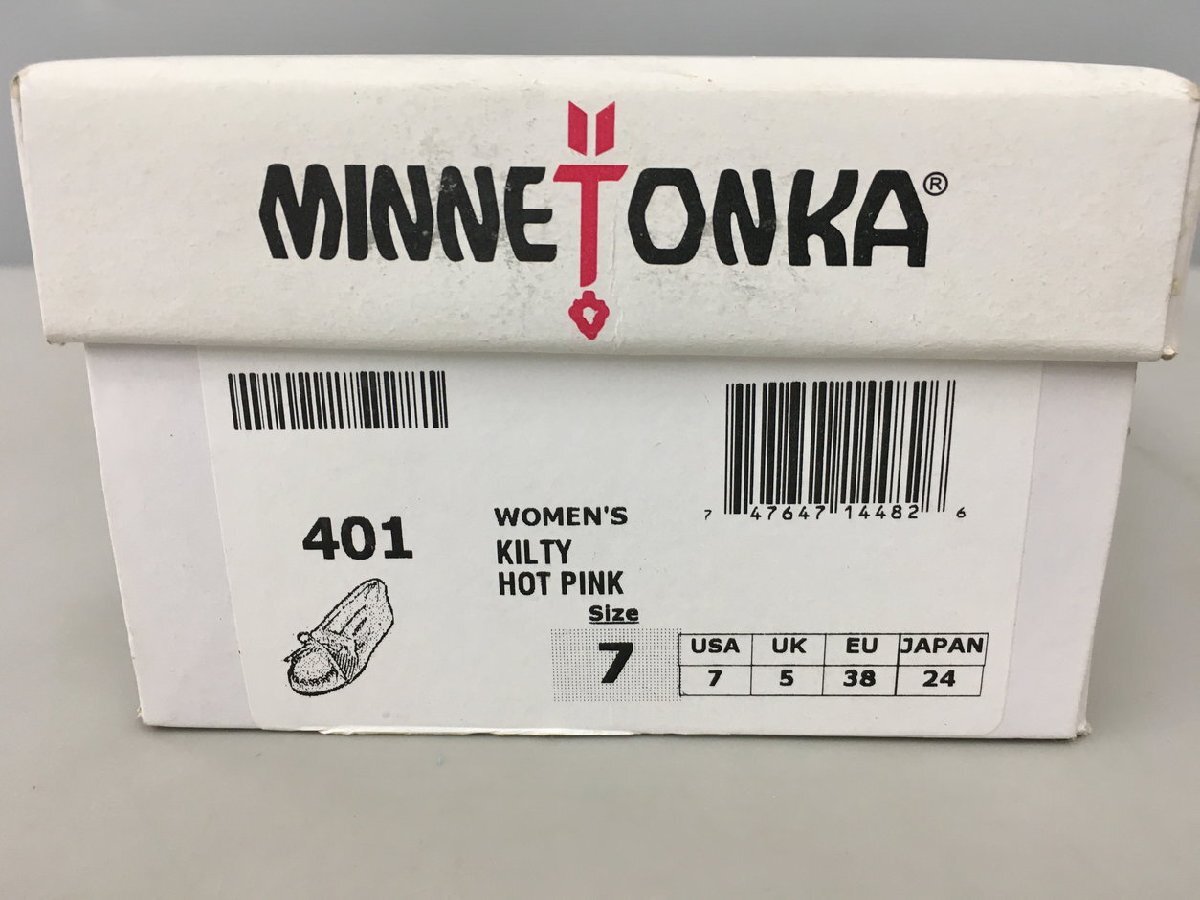 MINNETONKA®
7 47647 14482 6
401
WOMEN'S
KILTY
HOT PINK
Size
7
USA UK EU JAPAN
7 5 38 24